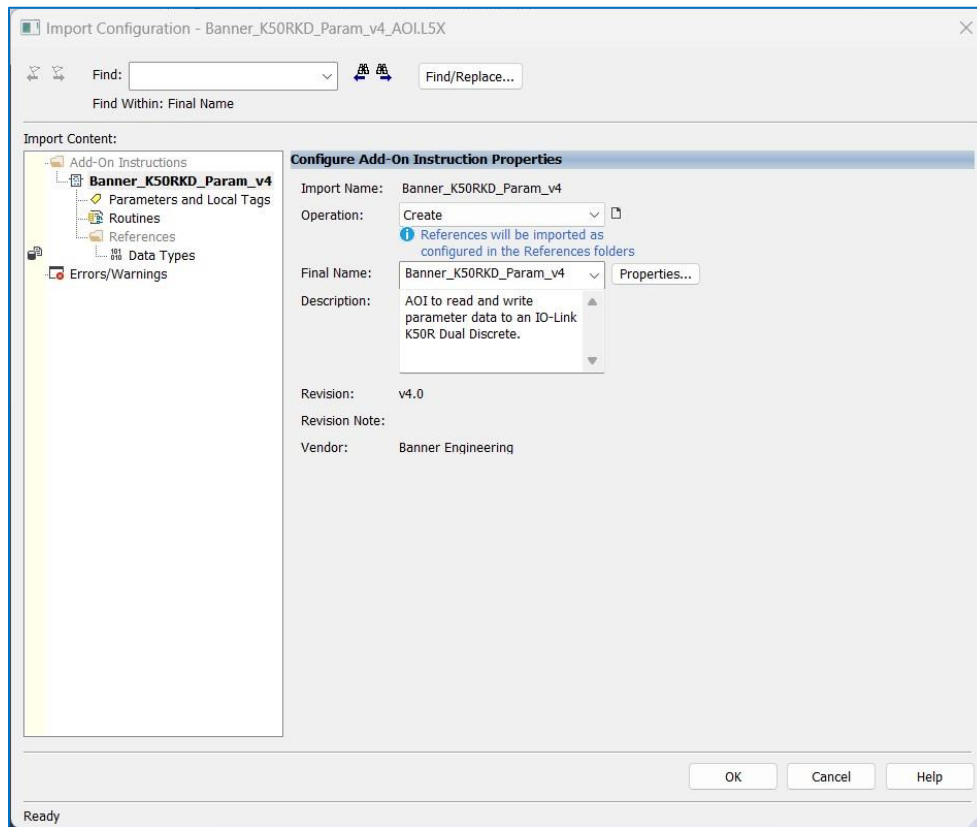 Import Configuration - Banner_K50RKD_Param_v4_AOI.L5X
Find:
Find/Replace...
Find Within: Final Name
Import Content:
Add-On Instructions
Banner_K50RKD_Param_v4
Parameters and Local Tags
Routines
References
Data Types
Errors/Warnings
Configure Add-On Instruction Properties
Import Name: Banner_K50RKD_Param_v4
Operation: Create
References will be imported as
configured in the References folders
Final Name: Banner_K50RKD_Param_v4 Properties...
Description: AOI to read and write
parameter data to an IO-Link
K50R Dual Discrete.
Revision: v4.0
Revision Note:
Vendor: Banner Engineering
OK Cancel Help
Ready